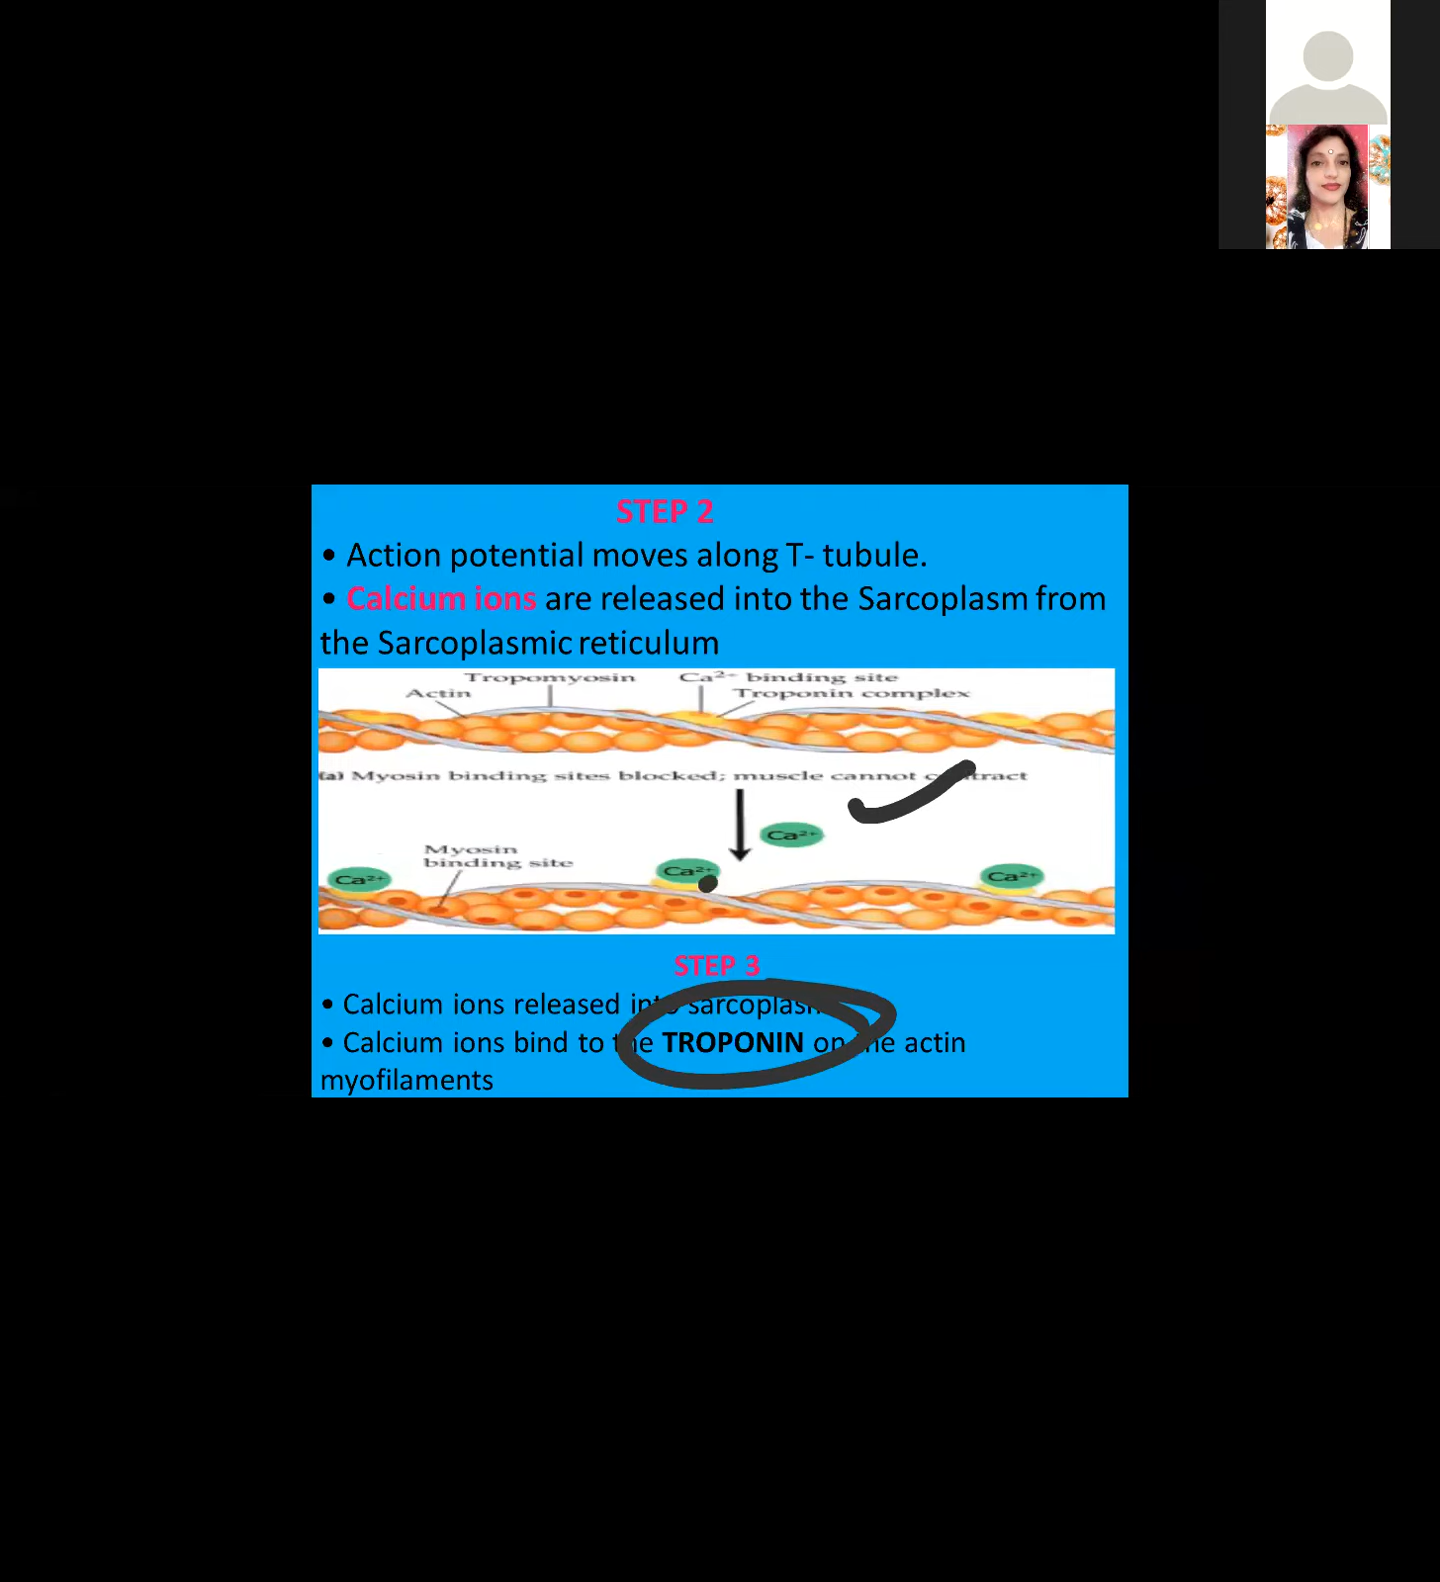 STEP 2
• Action potential moves along T- tubule.
• Calcium ions are released into the Sarcoplasm from
the Sarcoplasmic reticulum
Tropomyosin
Ca²⁺ binding site
Actin
Troponin complex
(a) Myosin binding sites blocked; muscle cannot contract
Ca²⁺
Myosin
binding site
Ca²⁺
Ca²⁺
Ca²⁺
STEP 3
• Calcium ions released into sarcoplasm
• Calcium ions bind to the TROPONIN on the actin
myofilaments